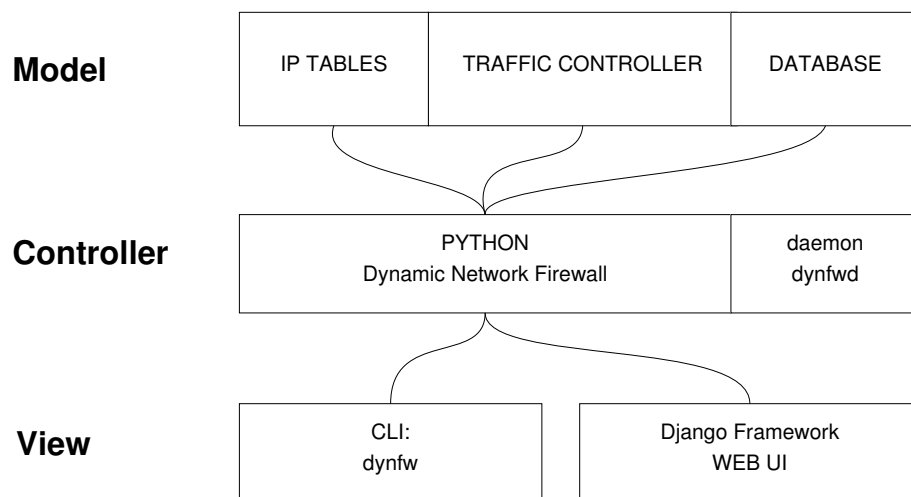 Model
IP TABLES
TRAFFIC CONTROLLER
DATABASE
Controller
PYTHON
Dynamic Network Firewall
daemon
dynfwd
View
CLI:
dynfw
Django Framework
WEB UI